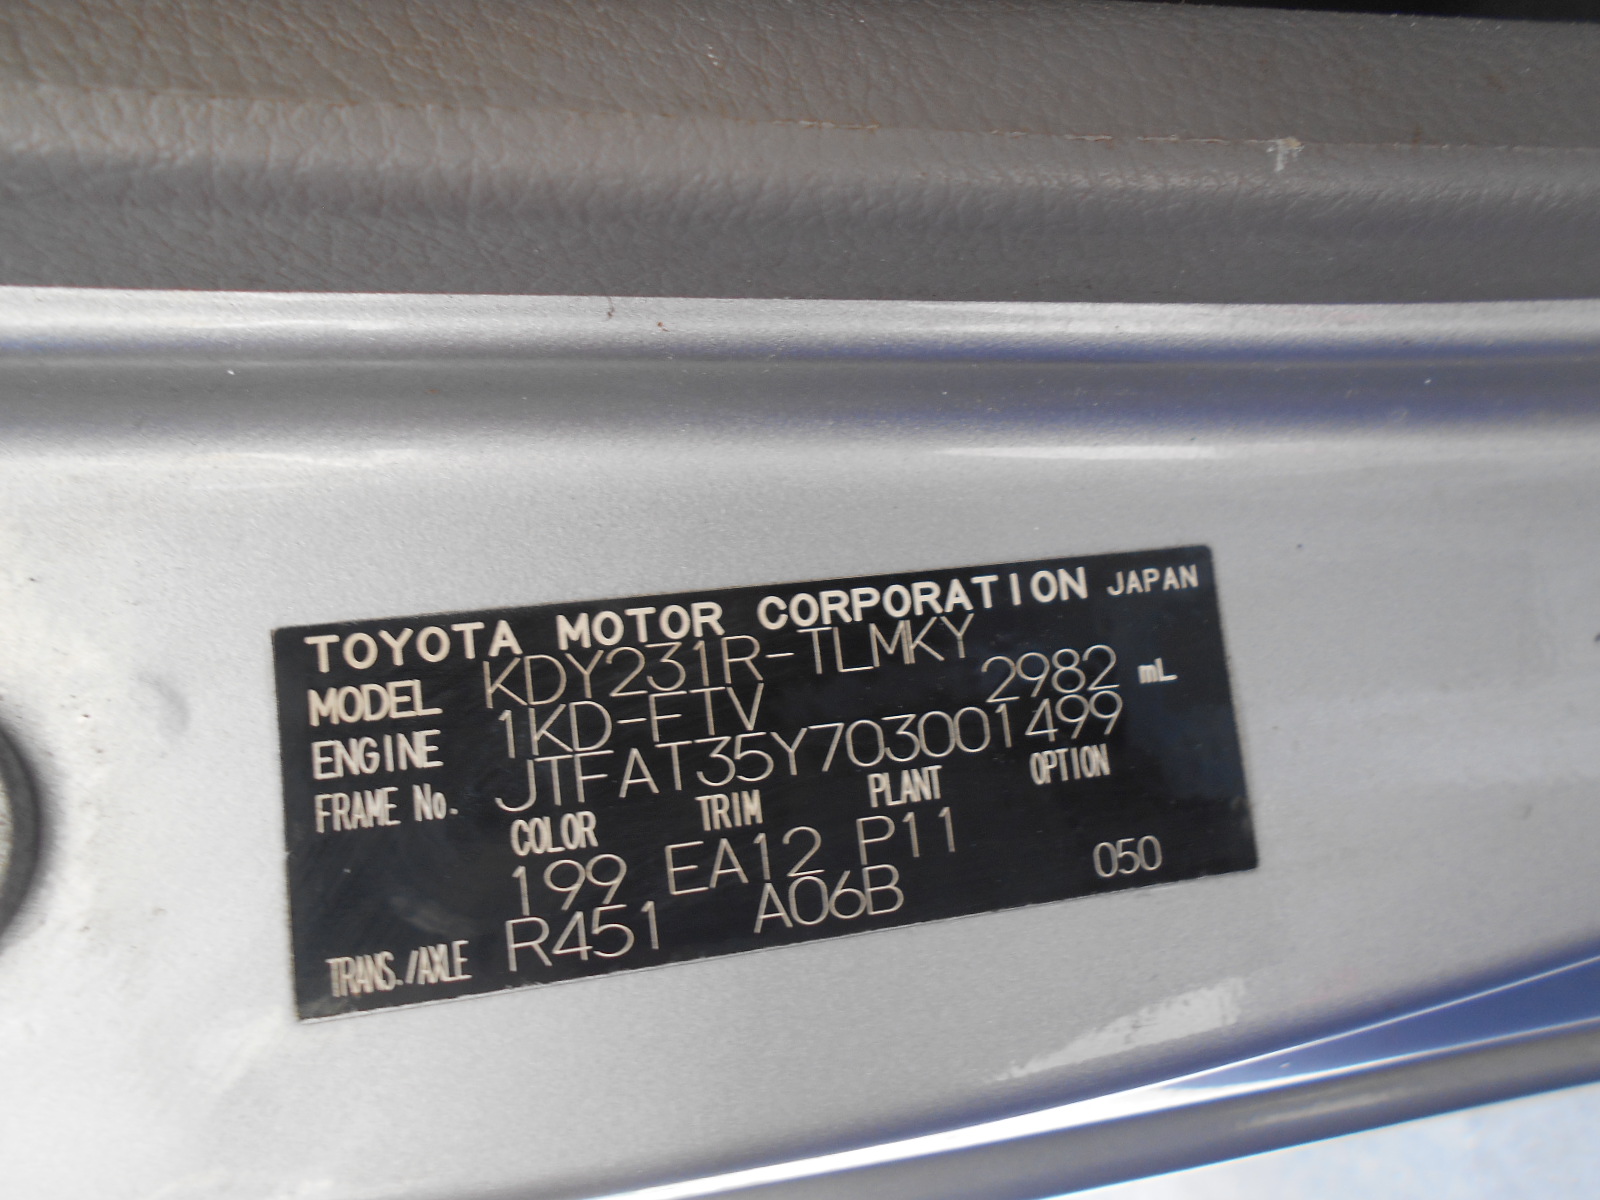 TOYOTA MOTOR CORPORATION JAPAN
MODEL KDY231R-TLMKY
ENGINE 1KD-FTV 2982 mL
FRAME No. JTFAT35Y703001499
COLOR TRIM PLANT OPTION
199 EA12 P11
TRANS./AXLE R451 A06B 050